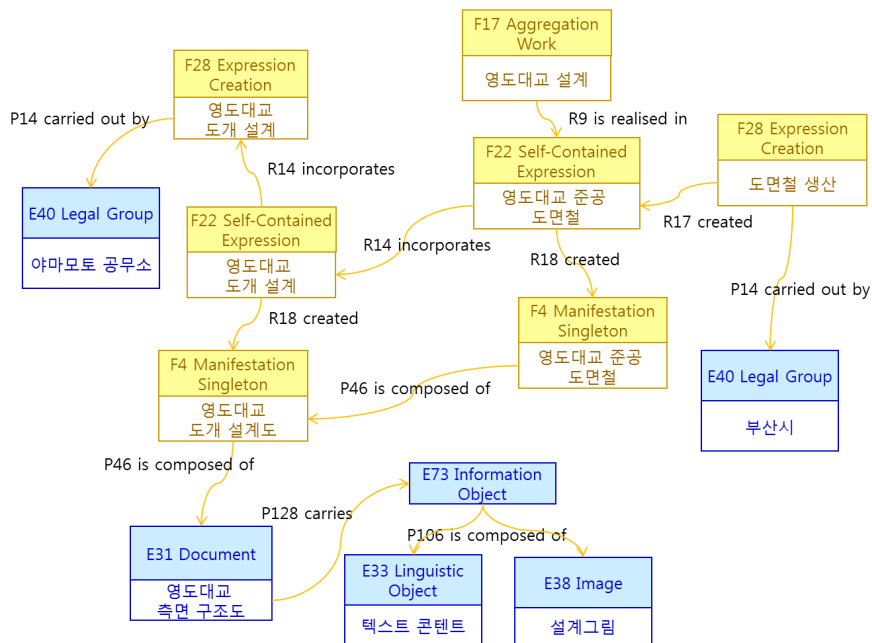 F17 Aggregation
Work
영도대교 설계
F28 Expression
Creation
영도대교
도개 설계
P14 carried out by
R9 is realised in
F28 Expression
Creation
도면철 생산
F22 Self-Contained
Expression
영도대교 준공
도면철
R14 incorporates
E40 Legal Group
야마모토 공무소
F22 Self-Contained
Expression
영도대교
도개 설계
R17 created
R14 incorporates
R18 created
P14 carried out by
F4 Manifestation
Singleton
영도대교 준공
도면철
R18 created
F4 Manifestation
Singleton
영도대교
도개 설계도
P46 is composed of
E40 Legal Group
부산시
P46 is composed of
E73 Information
Object
P128 carries
P106 is composed of
E31 Document
영도대교
측면 구조도
E33 Linguistic
Object
텍스트 콘텐트
E38 Image
설계그림